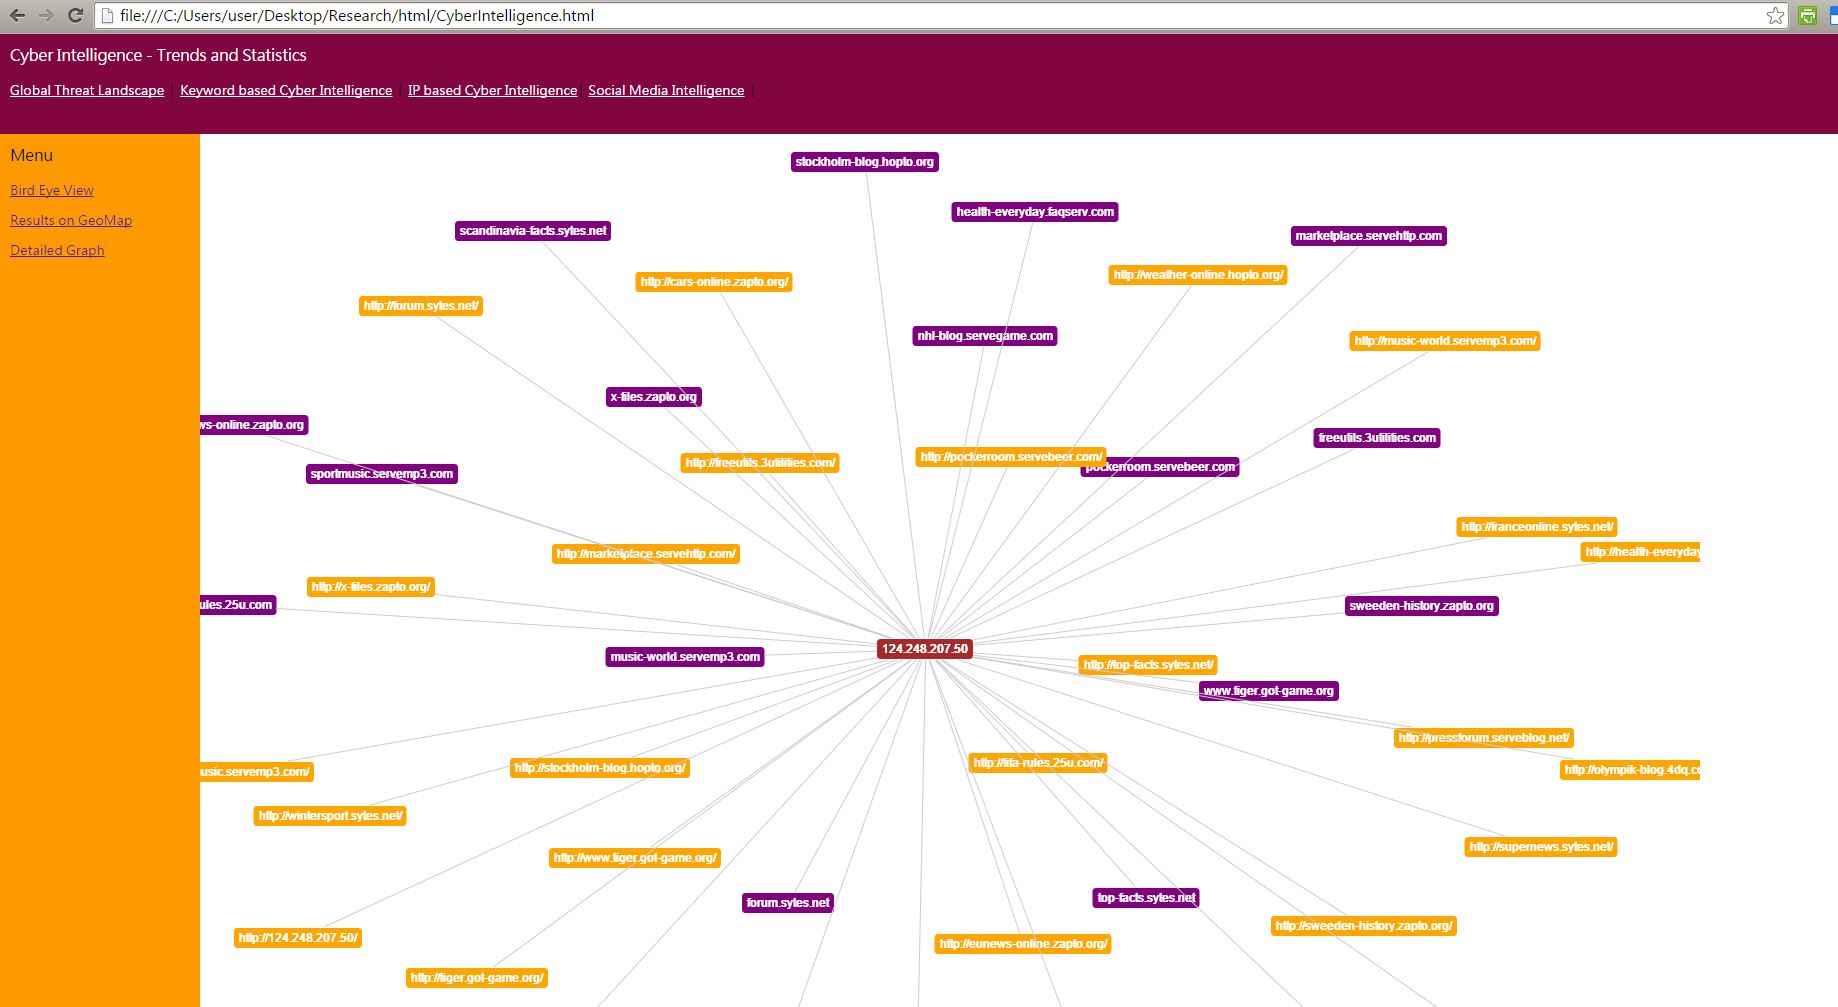 file:///C:/Users/user/Desktop/Research/html/CyberIntelligence.html
Cyber Intelligence - Trends and Statistics
Global Threat Landscape | Keyword based Cyber Intelligence | IP based Cyber Intelligence | Social Media Intelligence |
Menu
Bird Eye View
Results on GeoMap
Detailed Graph
stockholm-blog.hopto.org
health-everyday.faqserv.com
scandinavia-facts.sytes.net
marketplace.servehttp.com
http://weather-online.hopto.org/
http://cars-online.zapto.org/
http://forum.sytes.net/
nhl-blog.servegame.com
http://music-world.servemp3.com/
x-files.zapto.org
ws-online.zapto.org
freeutils.3utilities.com
http://pockerroom.servebeer.com/
http://freeutils.3utilities.com/
pockerroom.servebeer.com
sportmusic.servemp3.com
http://franceonline.sytes.net/
http://health-everyday
http://marketplace.servehttp.com/
http://x-files.zapto.org/
ules.25u.com
sweeden-history.zapto.org
124.248.207.50
music-world.servemp3.com
http://top-facts.sytes.net/
www.tiger.got-game.org
http://pressforum.serveblog.net/
http://fifa-rules.25u.com/
http://stockholm-blog.hopto.org/
usic.servemp3.com/
http://olympik-blog.4dq.co
http://wintersport.sytes.net/
http://supernews.sytes.net/
http://www.tiger.got-game.org/
top-facts.sytes.net
forum.sytes.net
http://sweeden-history.zapto.org/
http://124.248.207.50/
http://eunews-online.zapto.org/
http://tiger.got-game.org/